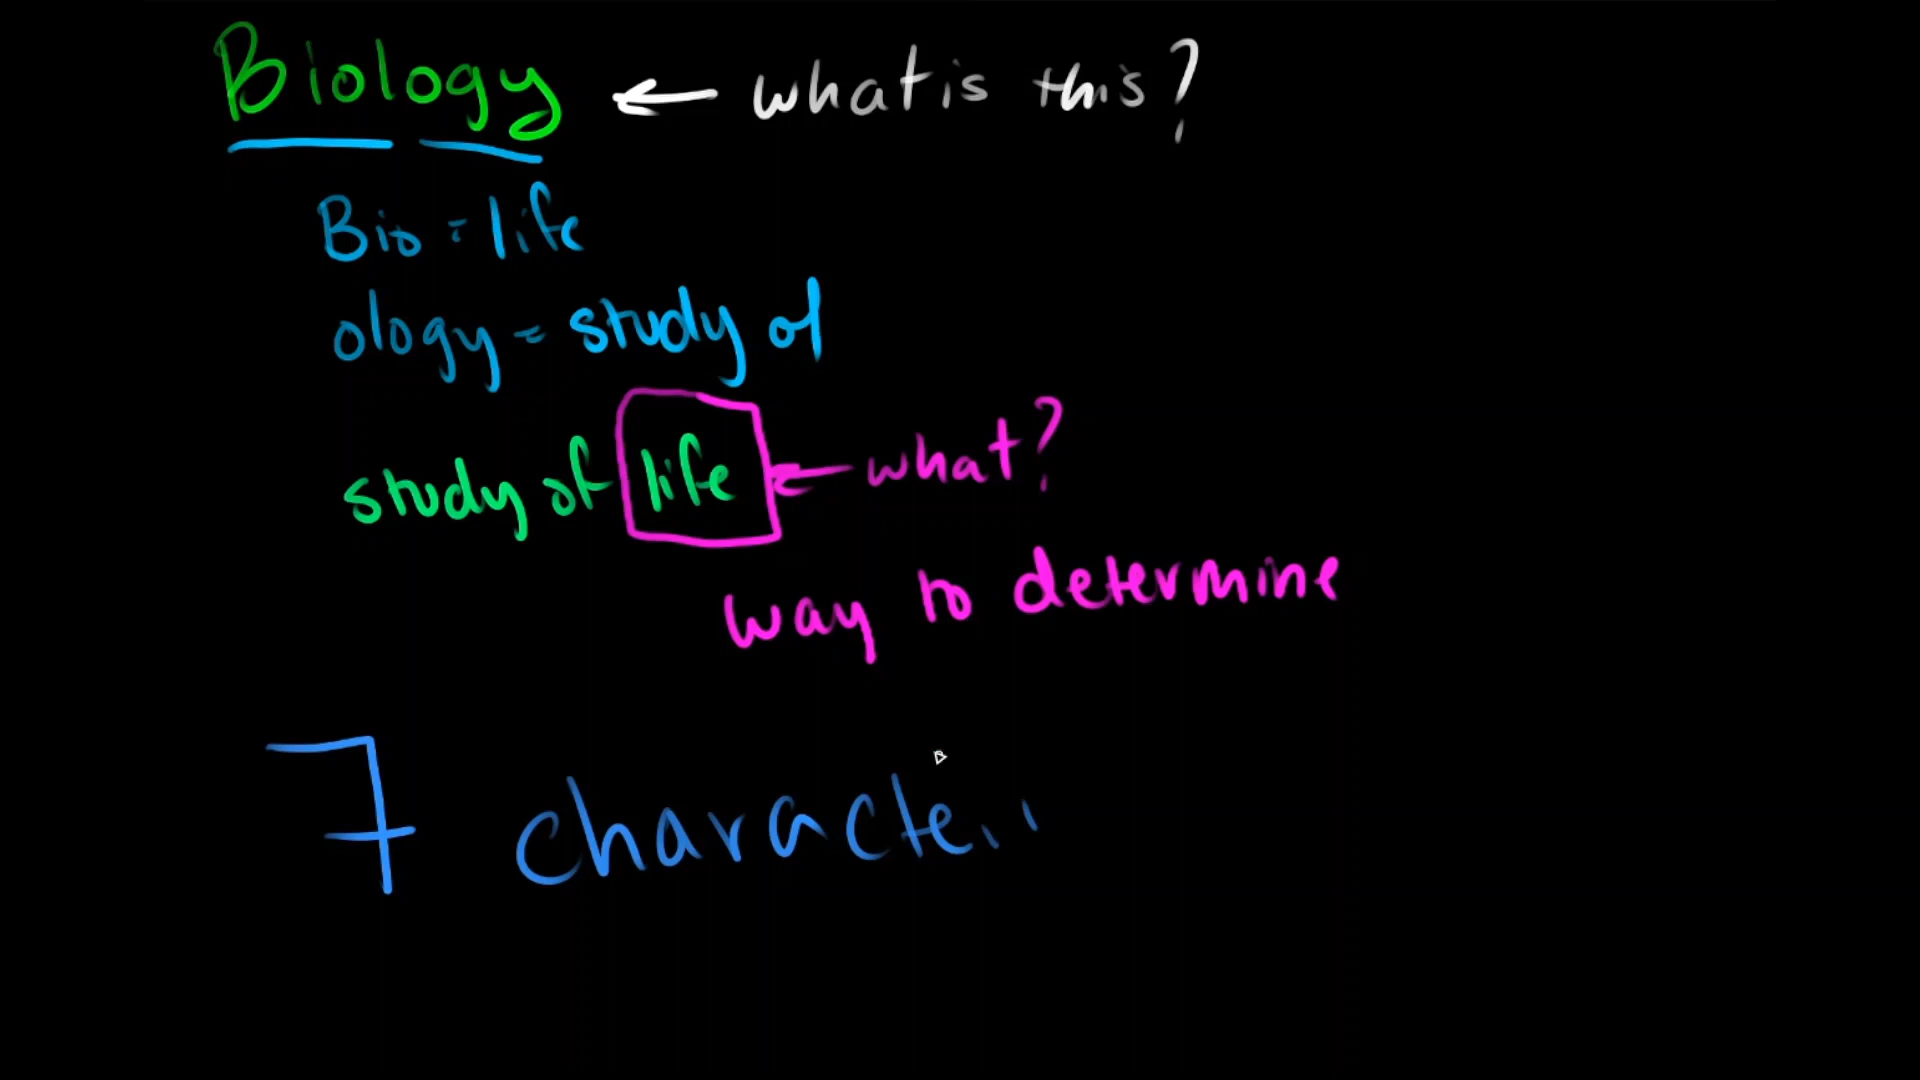 Biology ← what is this?
Bio = life
ology = study of
study of life ← what?
way to determine
7 characte